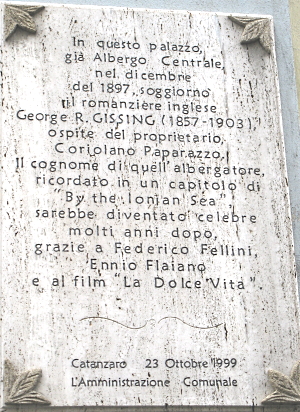 In questo palazzo,
già Albergo Centrale,
nel dicembre
del 1897, soggiornò
il romanziere inglese
George R. GISSING (1857-1903),
ospite del proprietario,
Coriolano Paparazzo.
Il cognome di quell'albergatore,
ricordato in un capitolo di
"By the Ionian Sea"
sarebbe diventato celebre
molti anni dopo,
grazie a Federico Fellini,
Ennio Flaiano
e al film "La Dolce Vita".
Catanzaro 23 Ottobre 1999
L'Amministrazione Comunale